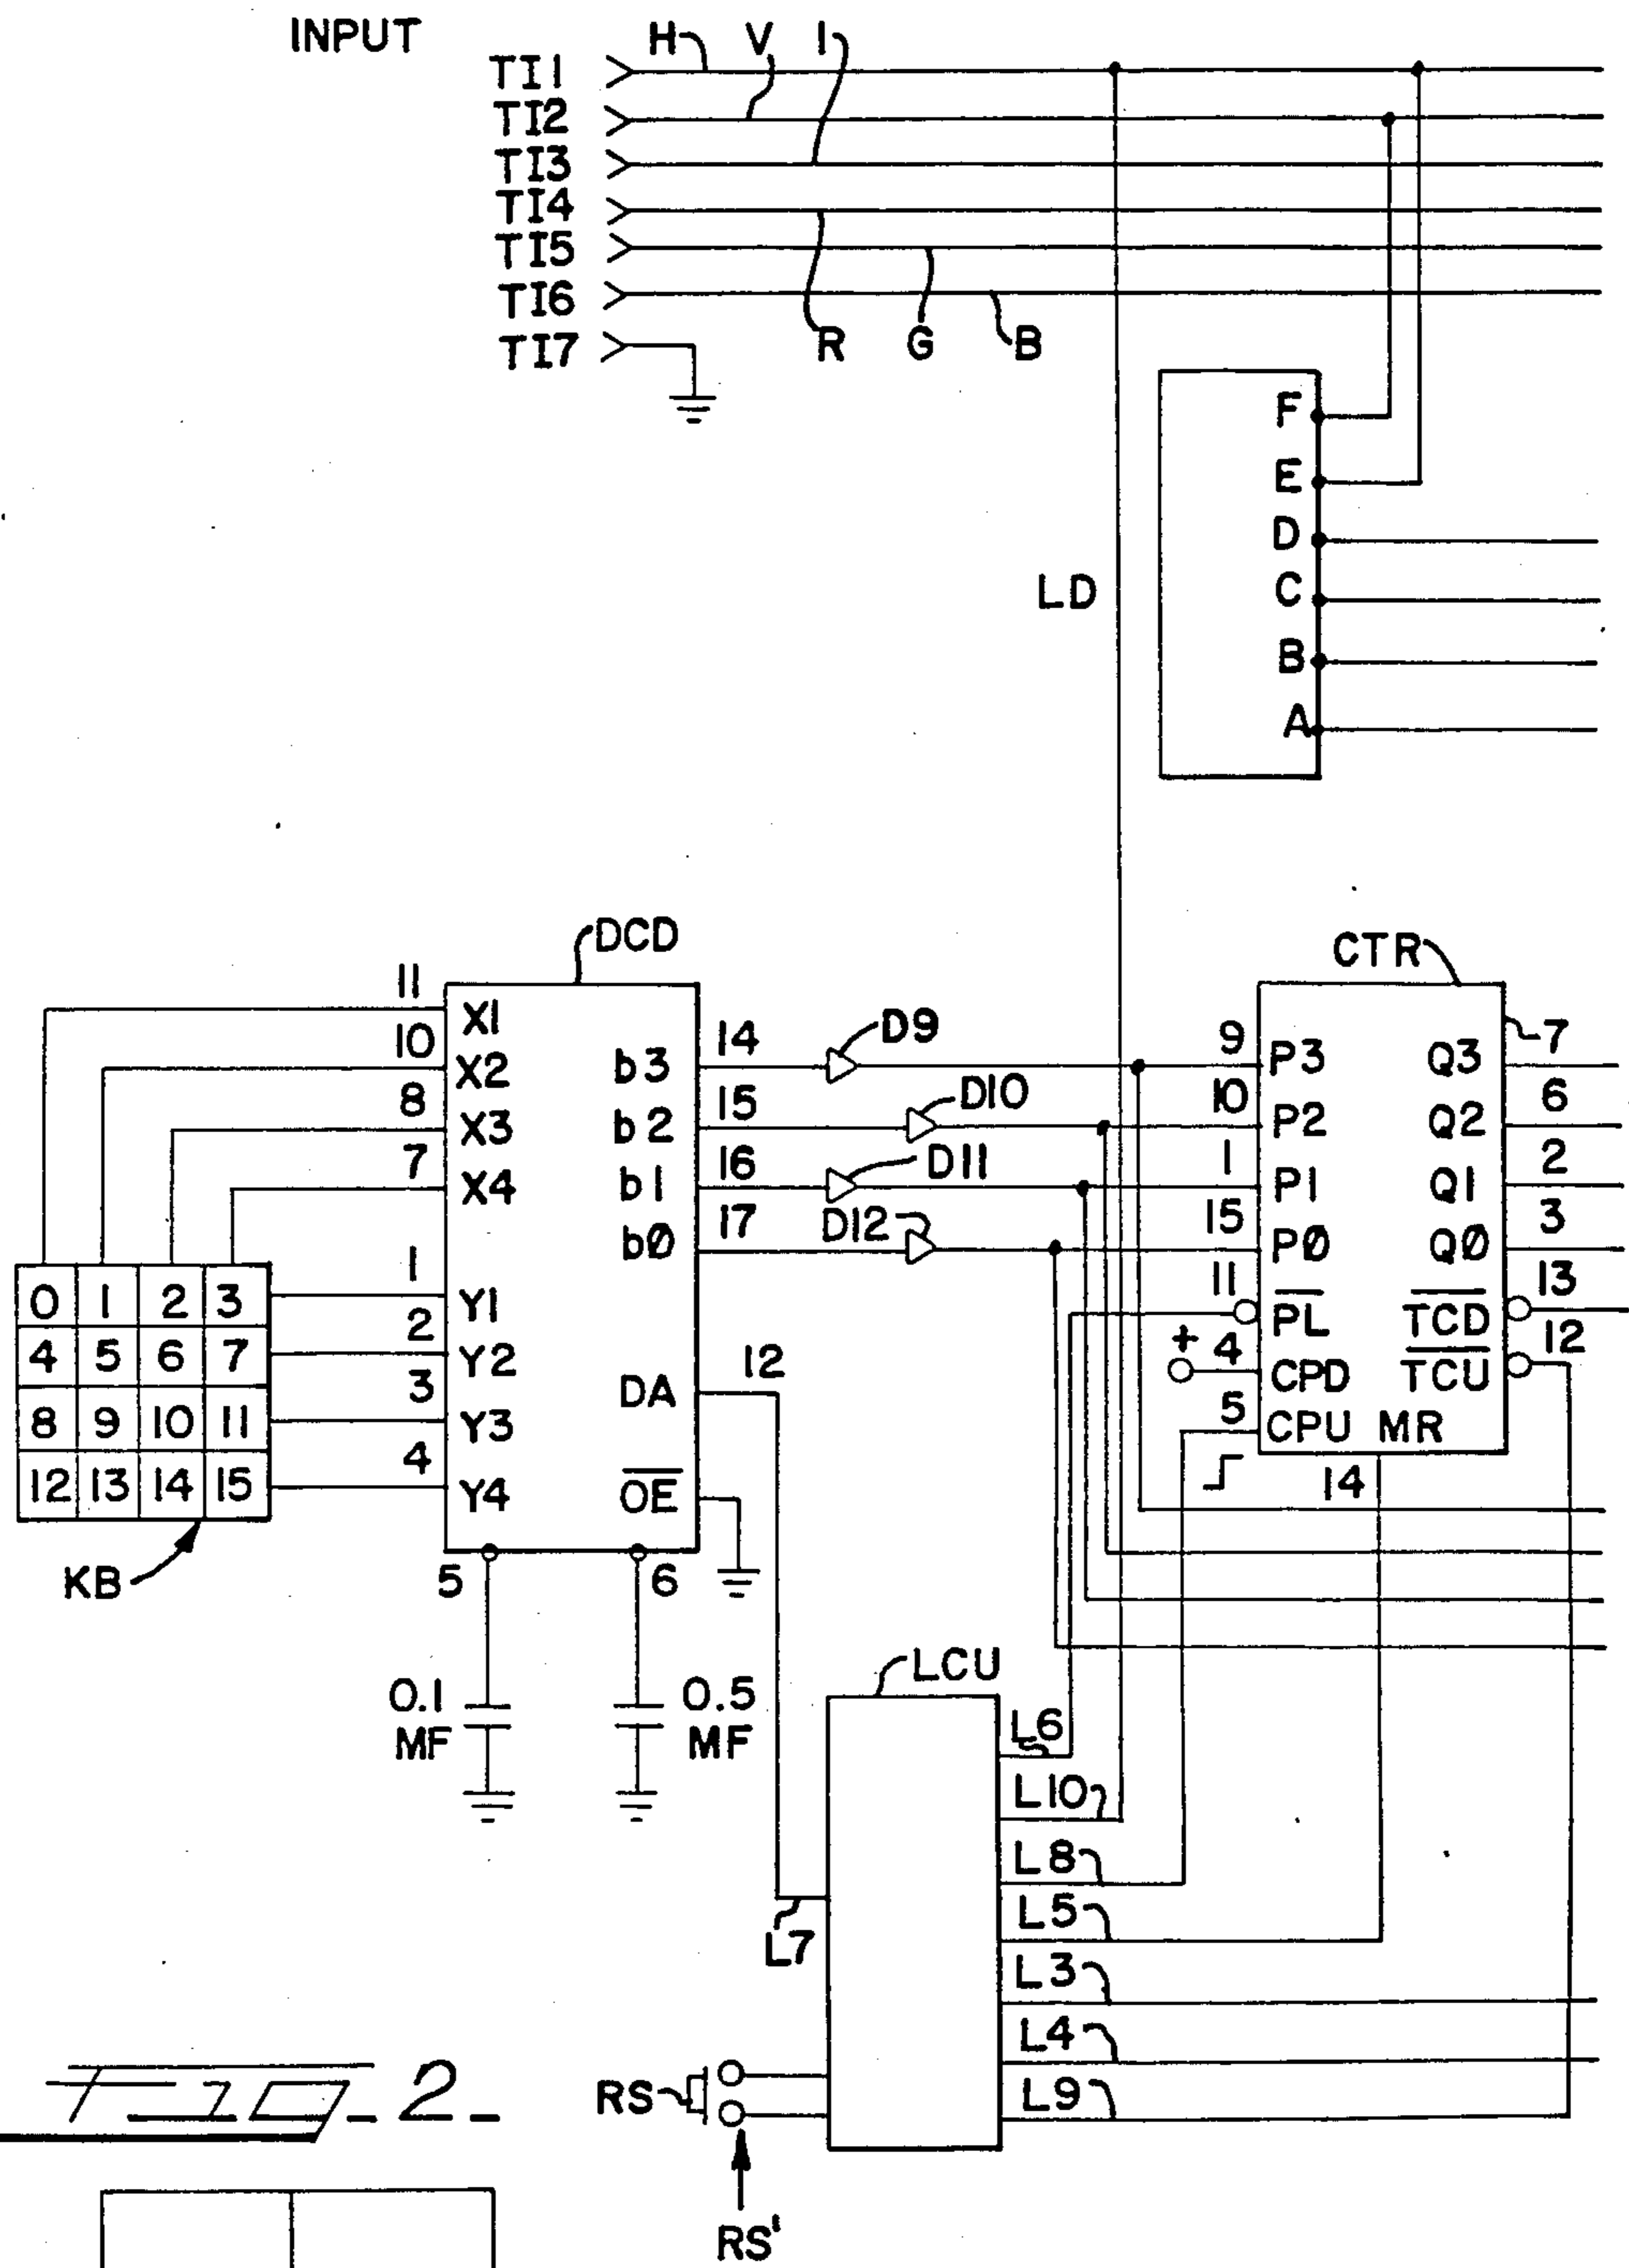 INPUT
H V I
TI1
TI2
TI3
TI4
TI5
TI6
TI7
R G B
F
E
D
C
B
A
LD
DCD
CTR
11 X1
10 X2
8 X3
7 X4
1 Y1
2 Y2
3 Y3
4 Y4
b3 14
b2 15
b1 16
b0 17
DA 12
OE
5 6
D9
D10
D11
D12
9 P3 Q3 7
10 P2 Q2 6
1 P1 Q1 2
15 P0 Q0 3
11 PL TCD 13
+ 4 CPD TCU 12
5 CPU MR
14
0 1 2 3
4 5 6 7
8 9 10 11
12 13 14 15
KB
0.1 MF
0.5 MF
LCU
L6
L10
L8
L5
L7
L3
L4
L9
RS
RS'
Fig. 2.